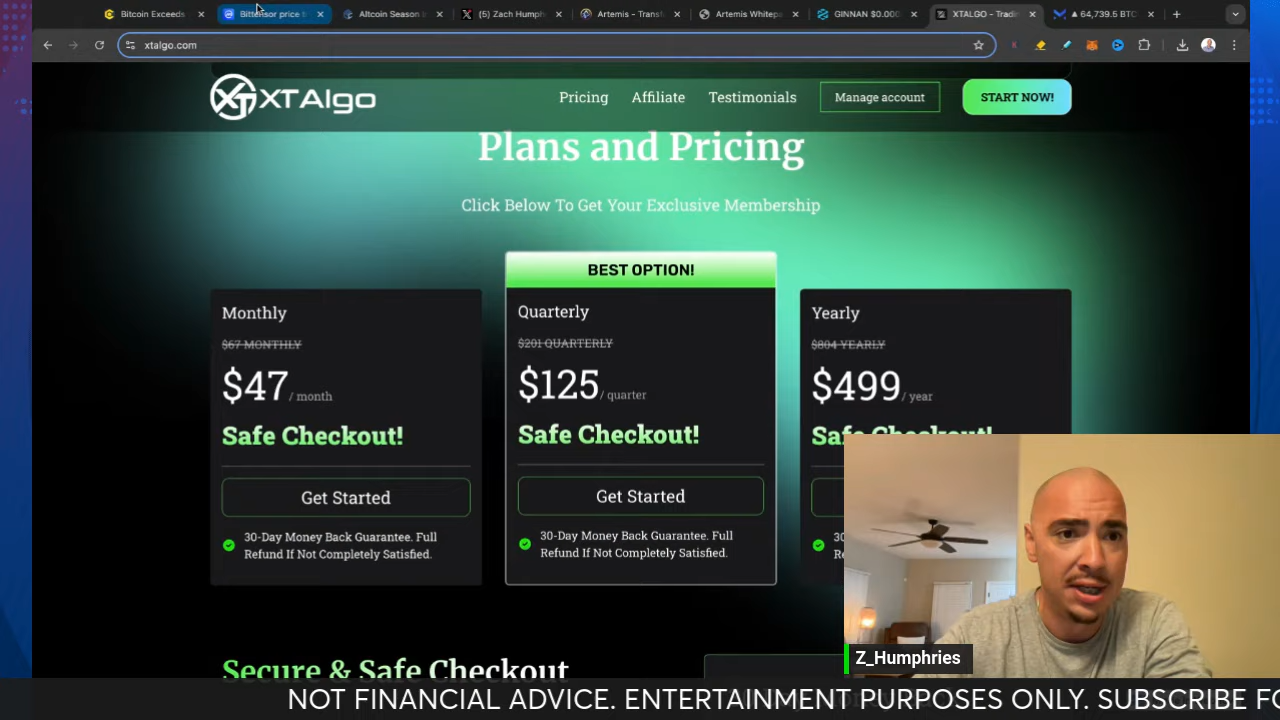 Bitcoin Exceeds
Bittensor price
Altcoin Season
(5) Zach Humph
Artemis - Trans
Artemis Whitep
GINNAN $0.000
XTALGO - Tradi
▲ 64,739.5 BTC
xtalgo.com
XTAlgo
Pricing
Affiliate
Testimonials
Manage account
START NOW!
Plans and Pricing
Click Below To Get Your Exclusive Membership
BEST OPTION!
Monthly
$67 MONTHLY
$47 / month
Safe Checkout!
Get Started
30-Day Money Back Guarantee. Full
Refund If Not Completely Satisfied.
Quarterly
$201 QUARTERLY
$125 / quarter
Safe Checkout!
Get Started
30-Day Money Back Guarantee. Full
Refund If Not Completely Satisfied.
Yearly
$804 YEARLY
$499 / year
Safe Checkout!
30
Re
Secure & Safe Checkout
Z_Humphries
NOT FINANCIAL ADVICE. ENTERTAINMENT PURPOSES ONLY. SUBSCRIBE FO